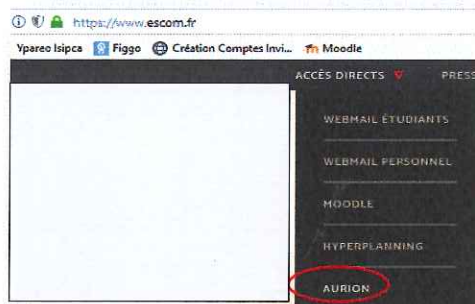 https://www.escom.fr
Ypareo Isipca Figgo Création Comptes Invi... Moodle
ACCÈS DIRECTS PRESS
WEBMAIL ÉTUDIANTS
WEBMAIL PERSONNEL
MOODLE
HYPERPLANNING
AURION